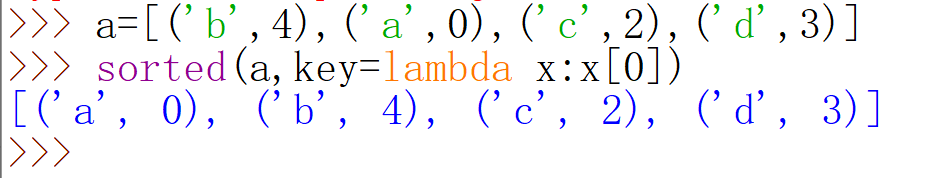 >>> a=[('b',4),('a',0),('c',2),('d',3)]
>>> sorted(a,key=lambda x:x[0])
[('a', 0), ('b', 4), ('c', 2), ('d', 3)]
>>>